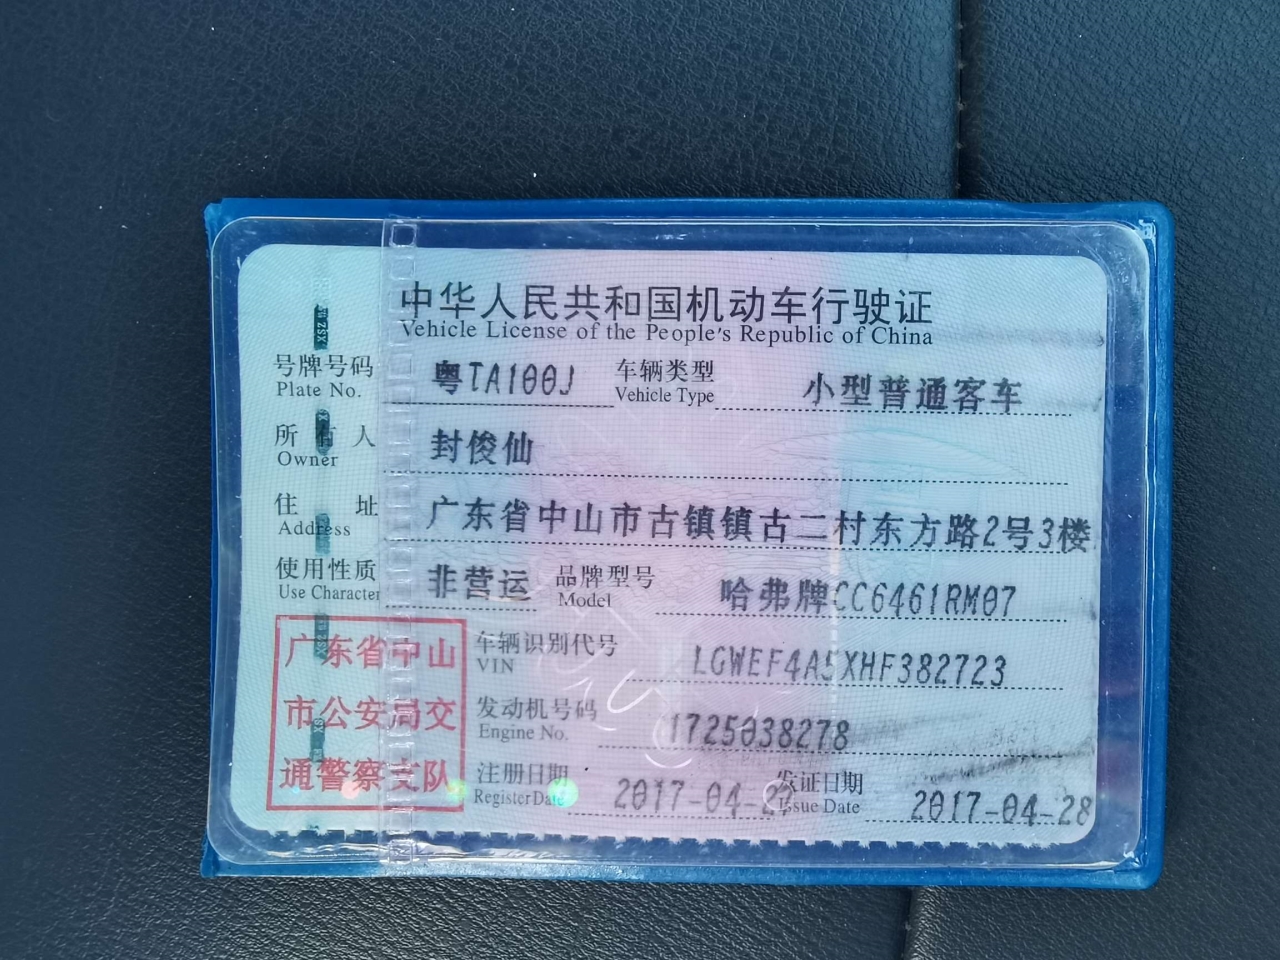 中华人民共和国机动车行驶证
Vehicle License of the People's Republic of China
号牌号码 粤TA100J 车辆类型 小型普通客车
Plate No. Vehicle Type
所有人 封俊仙
Owner
住址 广东省中山市古镇镇古二村东方路2号3楼
Address
使用性质 非营运 品牌型号 哈弗牌CC6461RM07
Use Character Model
广东省中山
市公安局交
通警察支队
车辆识别代号 LGWEF4A5XHF382723
VIN
发动机号码 1725038278
Engine No.
注册日期 2017-04-27 发证日期 2017-04-28
Register Date Issue Date